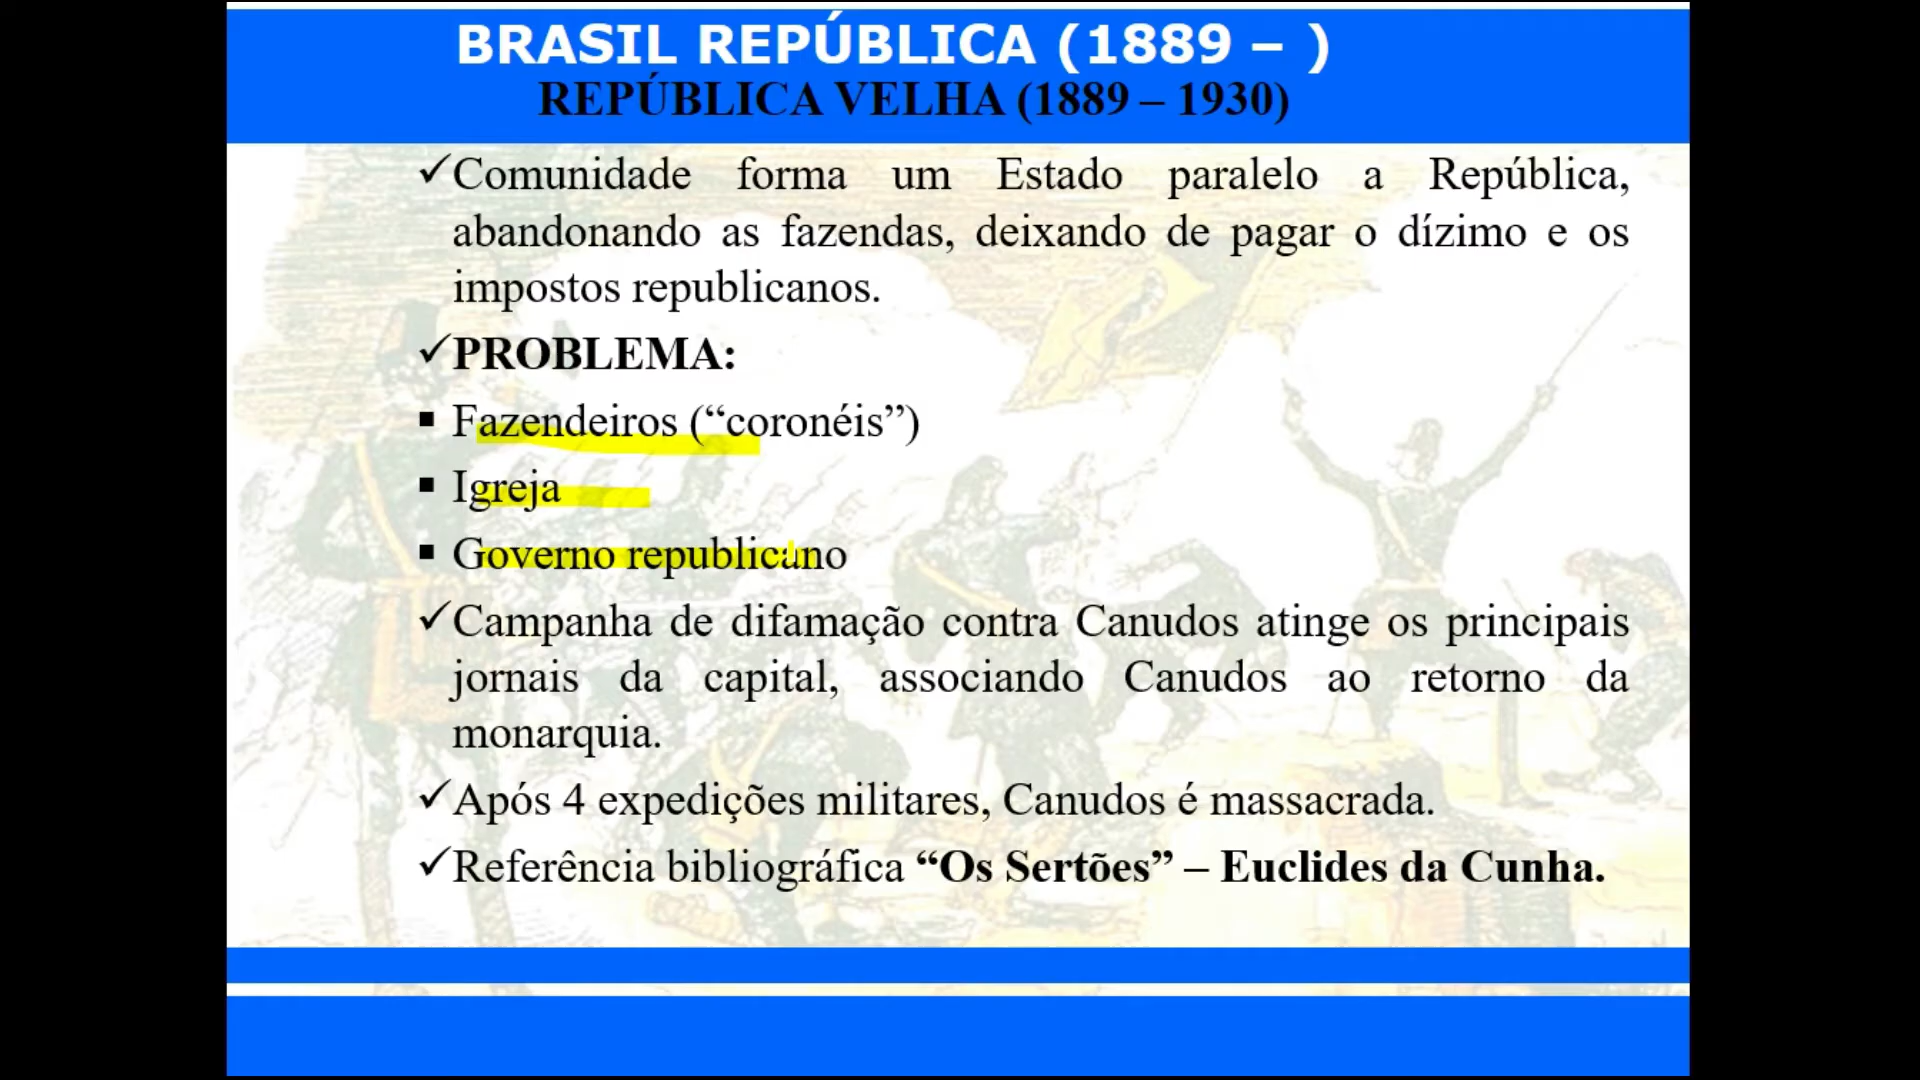 BRASIL REPÚBLICA (1889 – )
REPÚBLICA VELHA (1889 – 1930)
✓Comunidade forma um Estado paralelo a República,
abandonando as fazendas, deixando de pagar o dízimo e os
impostos republicanos.
✓PROBLEMA:
▪ Fazendeiros (“coronéis”)
▪ Igreja
▪ Governo republicano
✓Campanha de difamação contra Canudos atinge os principais
jornais da capital, associando Canudos ao retorno da
monarquia.
✓Após 4 expedições militares, Canudos é massacrada.
✓Referência bibliográfica “Os Sertões” – Euclides da Cunha.